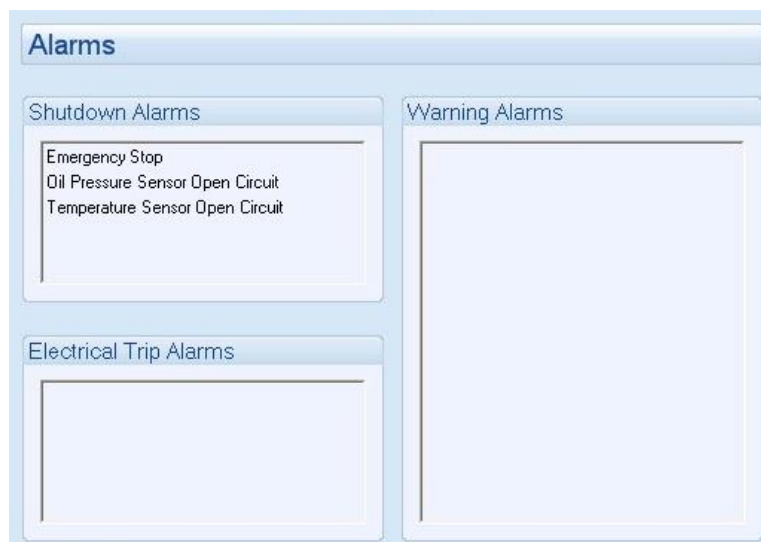 Alarms
Shutdown Alarms
Emergency Stop
Oil Pressure Sensor Open Circuit
Temperature Sensor Open Circuit
Electrical Trip Alarms
Warning Alarms